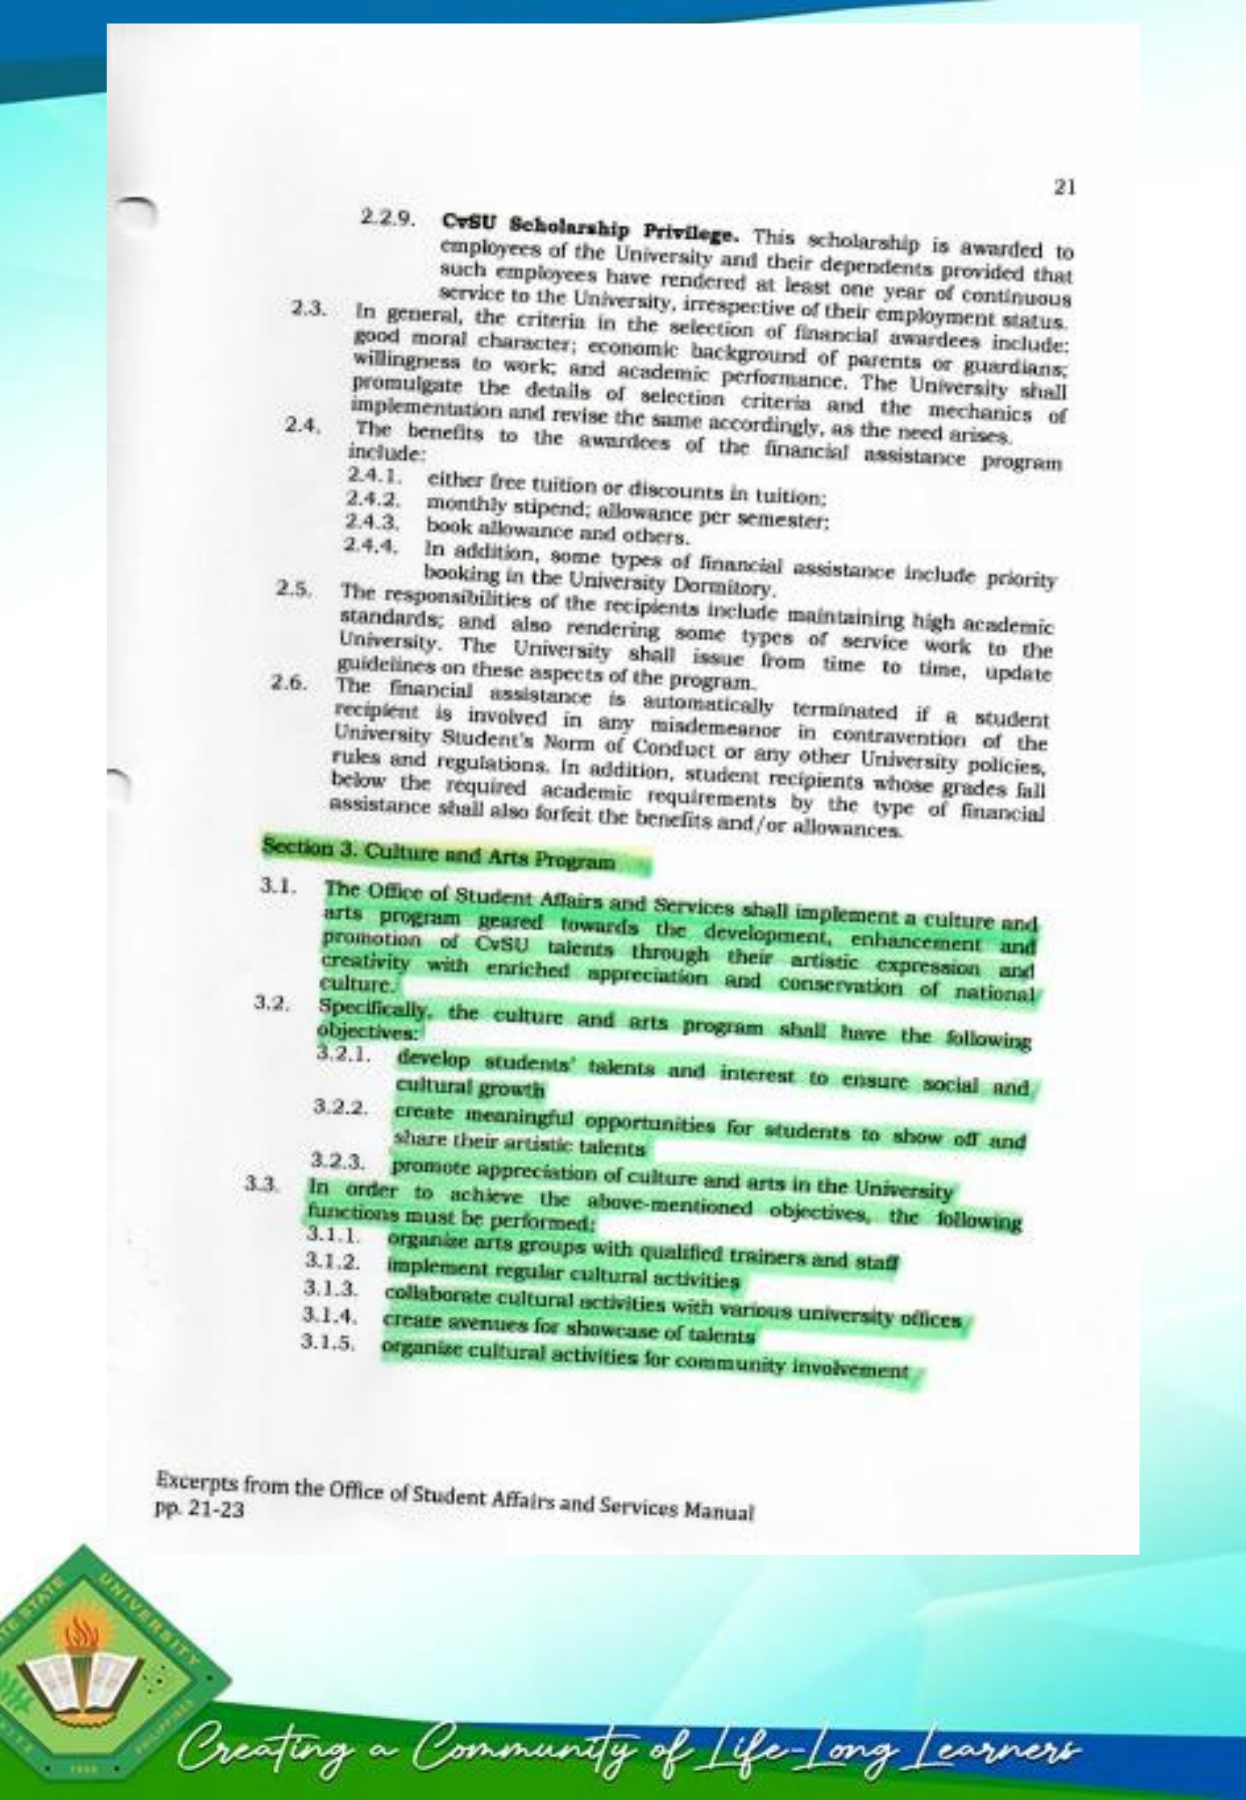 21
2.2.9. CvSU Scholarship Privilege. This scholarship is awarded to
employees of the University and their dependents provided that
such employees have rendered at least one year of continuous
service to the University, irrespective of their employment status.
2.3. In general, the criteria in the selection of financial awardees include:
good moral character; economic background of parents or guardians;
willingness to work; and academic performance. The University shall
promulgate the details of selection criteria and the mechanics of
implementation and revise the same accordingly, as the need arises.
2.4. The benefits to the awardees of the financial assistance program
include:
2.4.1. either free tuition or discounts in tuition;
2.4.2. monthly stipend; allowance per semester;
2.4.3. book allowance and others.
2.4.4. In addition, some types of financial assistance include priority
booking in the University Dormitory.
2.5. The responsibilities of the recipients include maintaining high academic
standards; and also rendering some types of service work to the
University. The University shall issue from time to time, update
guidelines on these aspects of the program.
2.6. The financial assistance is automatically terminated if a student
recipient is involved in any misdemeanor in contravention of the
University Student's Norm of Conduct or any other University policies,
rules and regulations. In addition, student recipients whose grades fall
below the required academic requirements by the type of financial
assistance shall also forfeit the benefits and/or allowances.
Section 3. Culture and Arts Program
3.1. The Office of Student Affairs and Services shall implement a culture and
arts program geared towards the development, enhancement and
promotion of CvSU talents through their artistic expression and
creativity with enriched appreciation and conservation of national
culture.
3.2. Specifically, the culture and arts program shall have the following
objectives:
3.2.1. develop students' talents and interest to ensure social and
cultural growth
3.2.2. create meaningful opportunities for students to show off and
share their artistic talents
3.2.3. promote appreciation of culture and arts in the University
3.3. In order to achieve the above-mentioned objectives, the following
functions must be performed:
3.1.1. organize arts groups with qualified trainers and staff
3.1.2. implement regular cultural activities
3.1.3. collaborate cultural activities with various university offices
3.1.4. create avenues for showcase of talents
3.1.5. organize cultural activities for community involvement
Excerpts from the Office of Student Affairs and Services Manual
pp. 21-23
STATE UNIVERSITY
PHILIPPINES
Creating a Community of Life-Long Learners